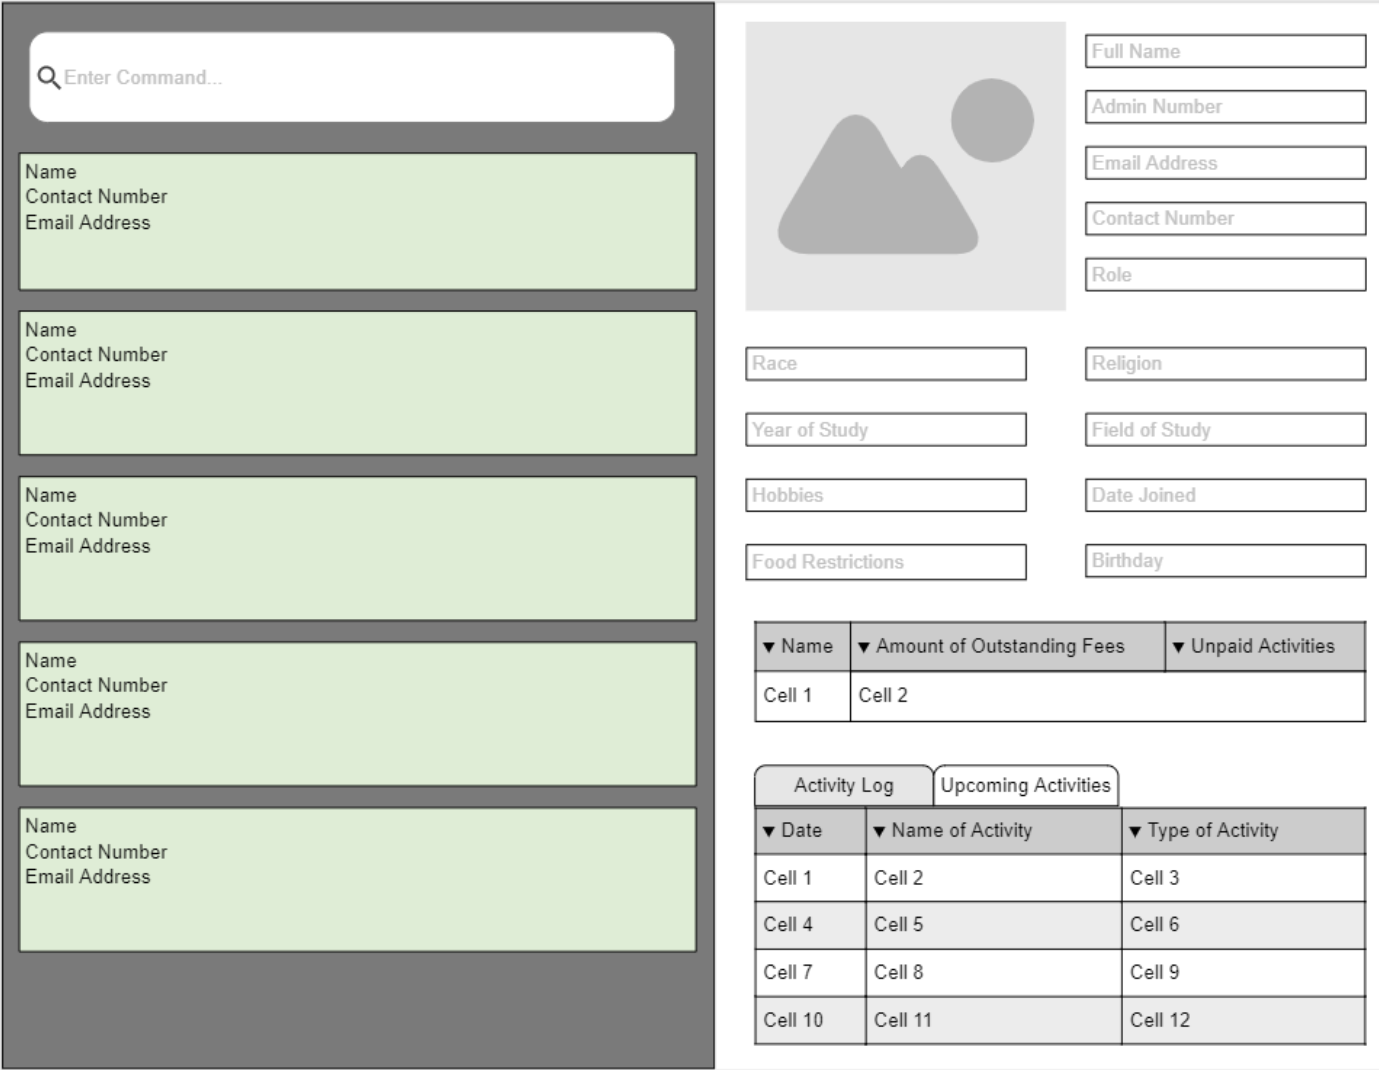 Enter Command...
Name
Contact Number
Email Address
Name
Contact Number
Email Address
Name
Contact Number
Email Address
Name
Contact Number
Email Address
Name
Contact Number
Email Address
Full Name
Admin Number
Email Address
Contact Number
Role
Race Religion
Year of Study Field of Study
Hobbies Date Joined
Food Restrictions Birthday
▼ Name ▼ Amount of Outstanding Fees ▼ Unpaid Activities
Cell 1 Cell 2
Activity Log Upcoming Activities
▼ Date ▼ Name of Activity ▼ Type of Activity
Cell 1 Cell 2 Cell 3
Cell 4 Cell 5 Cell 6
Cell 7 Cell 8 Cell 9
Cell 10 Cell 11 Cell 12